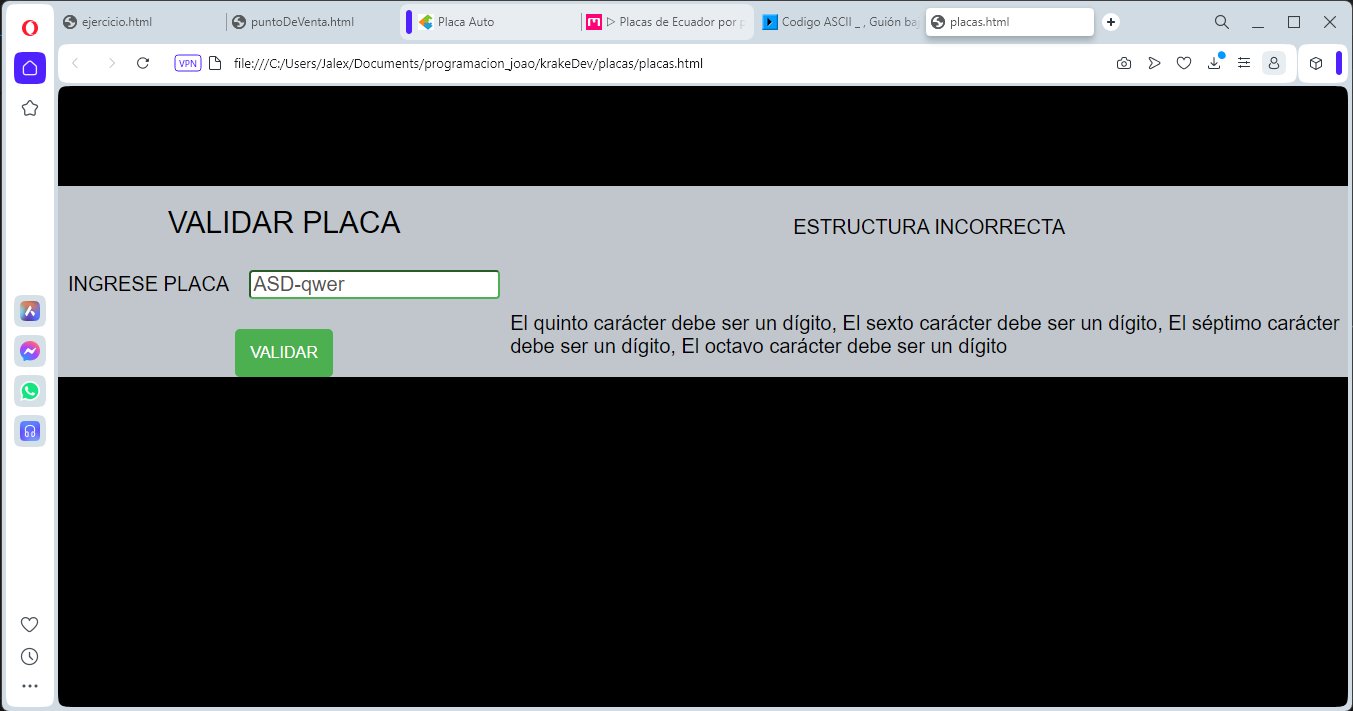 ejercicio.html
puntoDeVenta.html
Placa Auto
▷ Placas de Ecuador por p
Codigo ASCII _ , Guión baj
placas.html
VPN
file:///C:/Users/Jalex/Documents/programacion_joao/krakeDev/placas/placas.html
VALIDAR PLACA
ESTRUCTURA INCORRECTA
INGRESE PLACA
ASD-qwer
El quinto carácter debe ser un dígito, El sexto carácter debe ser un dígito, El séptimo carácter
debe ser un dígito, El octavo carácter debe ser un dígito
VALIDAR